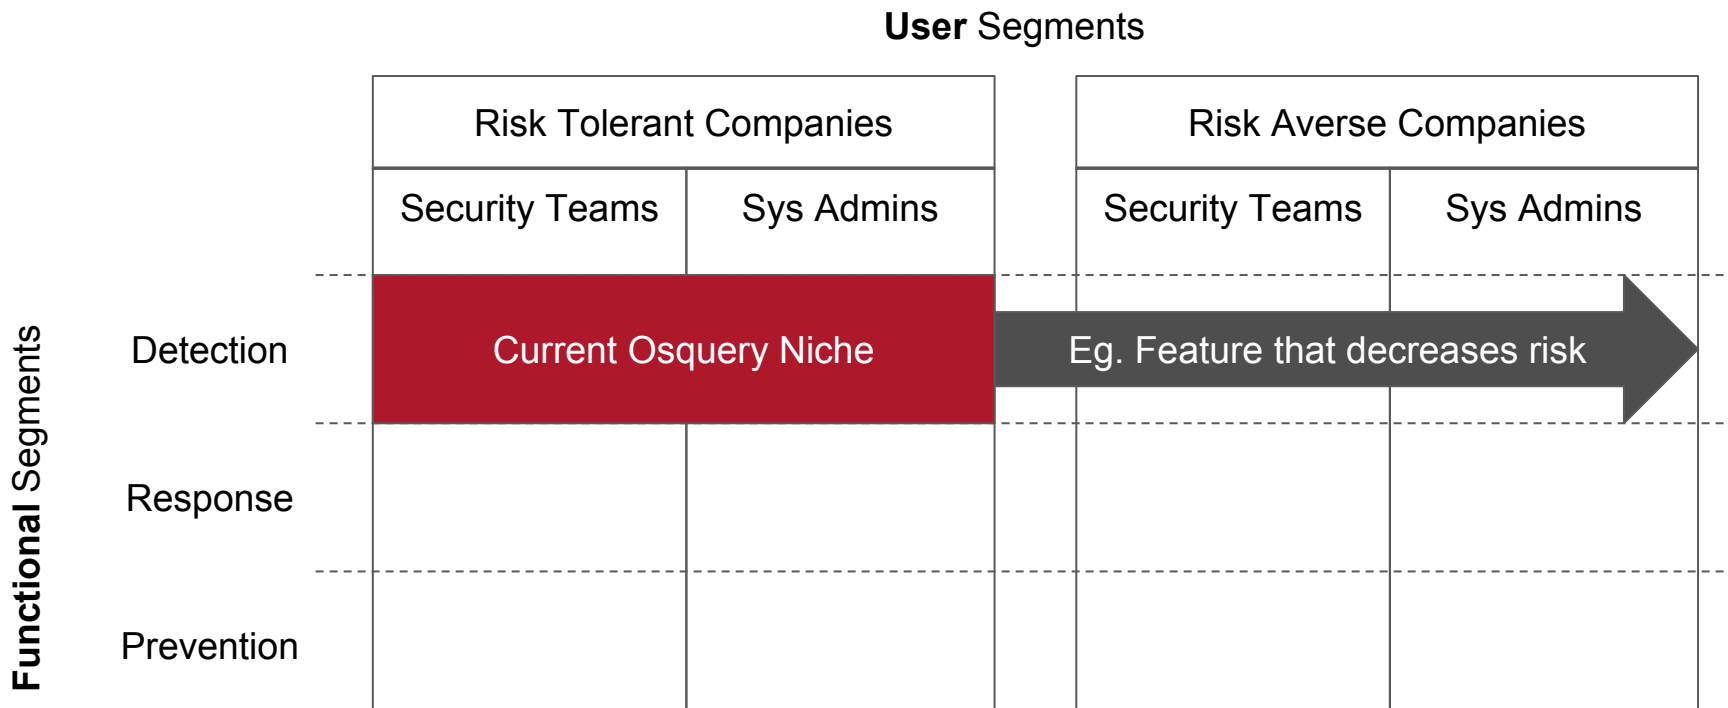 User Segments
Risk Tolerant Companies
Risk Averse Companies
Security Teams
Sys Admins
Security Teams
Sys Admins
Functional Segments
Detection
Current Osquery Niche
Eg. Feature that decreases risk
Response
Prevention